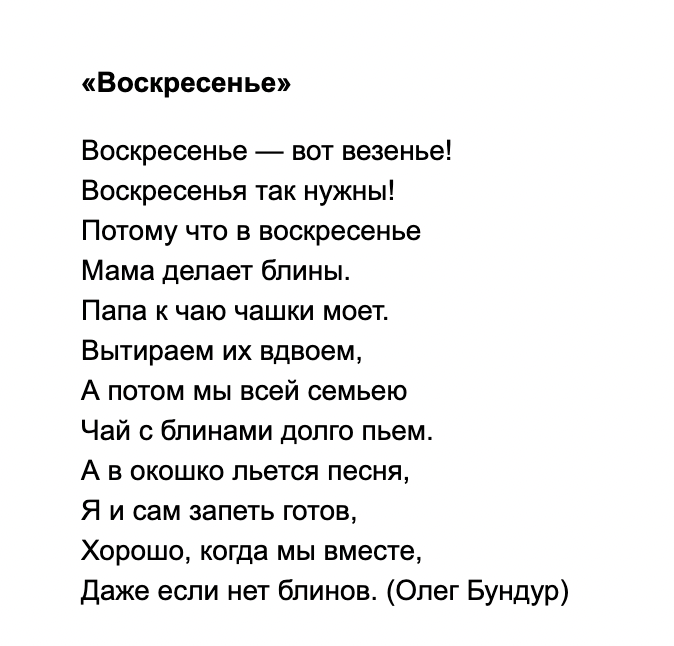 «Воскресенье»
Воскресенье — вот везенье!
Воскресенья так нужны!
Потому что в воскресенье
Мама делает блины.
Папа к чаю чашки моет.
Вытираем их вдвоем,
А потом мы всей семьею
Чай с блинами долго пьем.
А в окошко льется песня,
Я и сам запеть готов,
Хорошо, когда мы вместе,
Даже если нет блинов. (Олег Бундур)